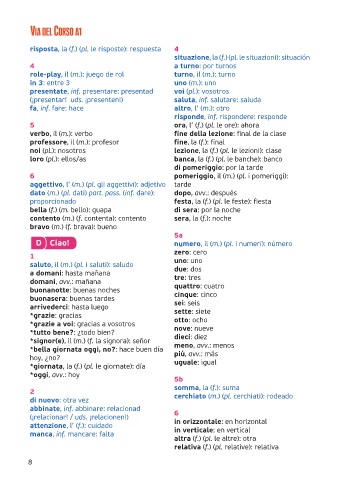 VIA DEL CORSO A1
risposta, la (f.) (pl. le risposte): respuesta
4
role-play, il (m.): juego de rol
in 3: entre 3
presentate, inf. presentare: presentad
(¡presentar! uds. ¡presenten!)
fa, inf. fare: hace
5
verbo, il (m.): verbo
professore, il (m.): profesor
noi (pl.): nosotros
loro (pl.): ellos/as
6
aggettivo, l’ (m.) (pl. gli aggettivi): adjetivo
dato (m.) (pl. dati) part. pass. (inf. dare):
proporcionado
bella (f.) (m. bello): guapa
contento (m.) (f. contenta): contento
bravo (m.) (f. brava): bueno
D Ciao!
1
saluto, il (m.) (pl. i saluti): saludo
a domani: hasta mañana
domani, avv.: mañana
buonanotte: buenas noches
buonasera: buenas tardes
arrivederci: hasta luego
*grazie: gracias
*grazie a voi: gracias a vosotros
*tutto bene?: ¿todo bien?
*signor(e), il (m.) (f. la signora): señor
*bella giornata oggi, no?: hace buen día
hoy, ¿no?
*giornata, la (f.) (pl. le giornate): día
*oggi, avv.: hoy
2
di nuovo: otra vez
abbinate, inf. abbinare: relacionad
(¡relacionar! / uds. ¡relacionen!)
attenzione, l’ (f.): cuidado
manca, inf. mancare: falta
4
situazione, la (f.) (pl. le situazioni): situación
a turno: por turnos
turno, il (m.): turno
uno (m.): uno
voi (pl.): vosotros
saluta, inf. salutare: saluda
altro, l’ (m.): otro
risponde, inf. rispondere: responde
ora, l’ (f.) (pl. le ore): ahora
fine della lezione: final de la clase
fine, la (f.): final
lezione, la (f.) (pl. le lezioni): clase
banca, la (f.) (pl. le banche): banco
di pomeriggio: por la tarde
pomeriggio, il (m.) (pl. i pomeriggi):
tarde
dopo, avv.: después
festa, la (f.) (pl. le feste): fiesta
di sera: por la noche
sera, la (f.): noche
5a
numero, il (m.) (pl. i numeri): número
zero: cero
uno: uno
due: dos
tre: tres
quattro: cuatro
cinque: cinco
sei: seis
sette: siete
otto: ocho
nove: nueve
dieci: diez
meno, avv.: menos
più, avv.: más
uguale: igual
5b
somma, la (f.): suma
cerchiato (m.) (pl. cerchiati): rodeado
6
in orizzontale: en horizontal
in verticale: en vertical
altra (f.) (pl. le altre): otra
relativa (f.) (pl. relative): relativa
8